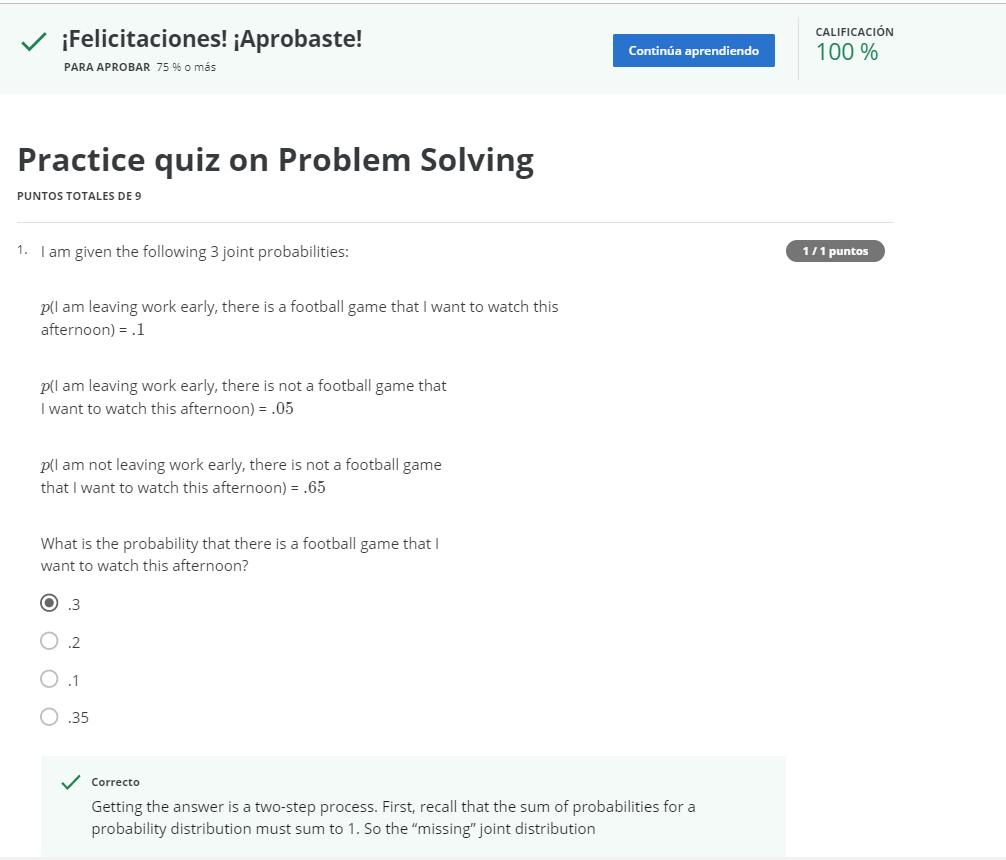 ¡Felicitaciones! ¡Aprobaste!
PARA APROBAR 75 % o más
Continúa aprendiendo
CALIFICACIÓN
100 %
Practice quiz on Problem Solving
PUNTOS TOTALES DE 9
1. I am given the following 3 joint probabilities:
1 / 1 puntos
p(I am leaving work early, there is a football game that I want to watch this
afternoon) = .1
p(I am leaving work early, there is not a football game that
I want to watch this afternoon) = .05
p(I am not leaving work early, there is not a football game
that I want to watch this afternoon) = .65
What is the probability that there is a football game that I
want to watch this afternoon?
.3
.2
.1
.35
Correcto
Getting the answer is a two-step process. First, recall that the sum of probabilities for a
probability distribution must sum to 1. So the “missing” joint distribution